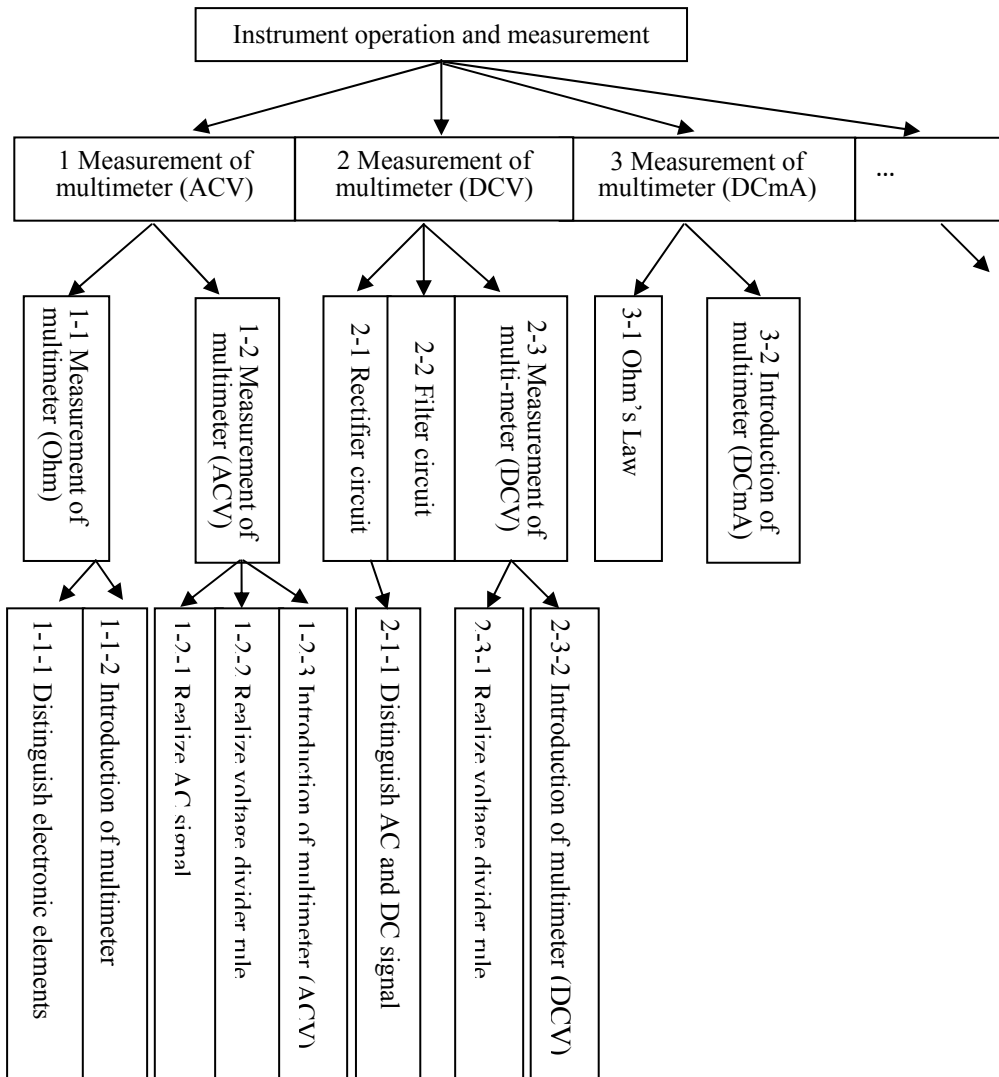 Instrument operation and measurement
1 Measurement of
multimeter (ACV)
2 Measurement of
multimeter (DCV)
3 Measurement of
multimeter (DCmA)
...
1-1 Measurement of
multimeter (Ohm)
1-2 Measurement of
multimeter (ACV)
2-1 Rectifier circuit
2-2 Filter circuit
2-3 Measurement of
multi-meter (DCV)
3-1 Ohm’s Law
3-2 Introduction of
multimeter (DCmA)
1-1-1 Distinguish electronic elements
1-1-2 Introduction of multimeter
1-2-1 Realize AC signal
1-2-2 Realize voltage divider rule
1-2-3 Introduction of multimeter (ACV)
2-1-1 Distinguish AC and DC signal
2-3-1 Realize voltage divider rule
2-3-2 Introduction of multimeter (DCV)